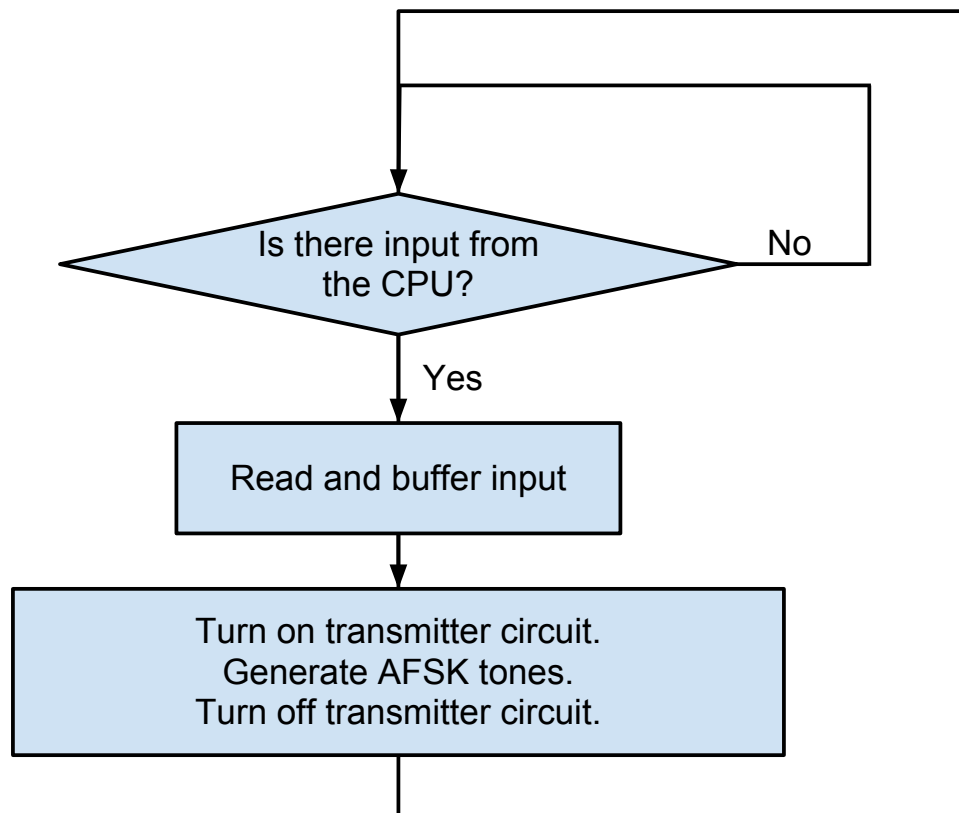 Is there input from
the CPU?
No
Yes
Read and buffer input
Turn on transmitter circuit.
Generate AFSK tones.
Turn off transmitter circuit.